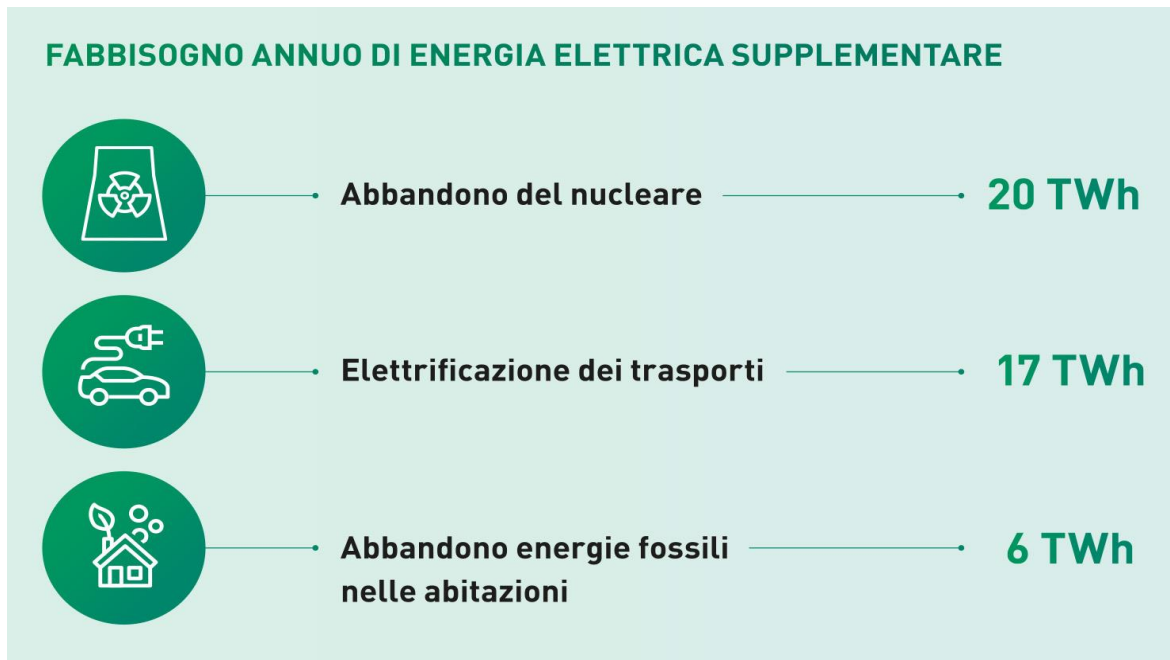 FABBISOGNO ANNUO DI ENERGIA ELETTRICA SUPPLEMENTARE
Abbandono del nucleare
20 TWh
Elettrificazione dei trasporti
17 TWh
Abbandono energie fossili
nelle abitazioni
6 TWh